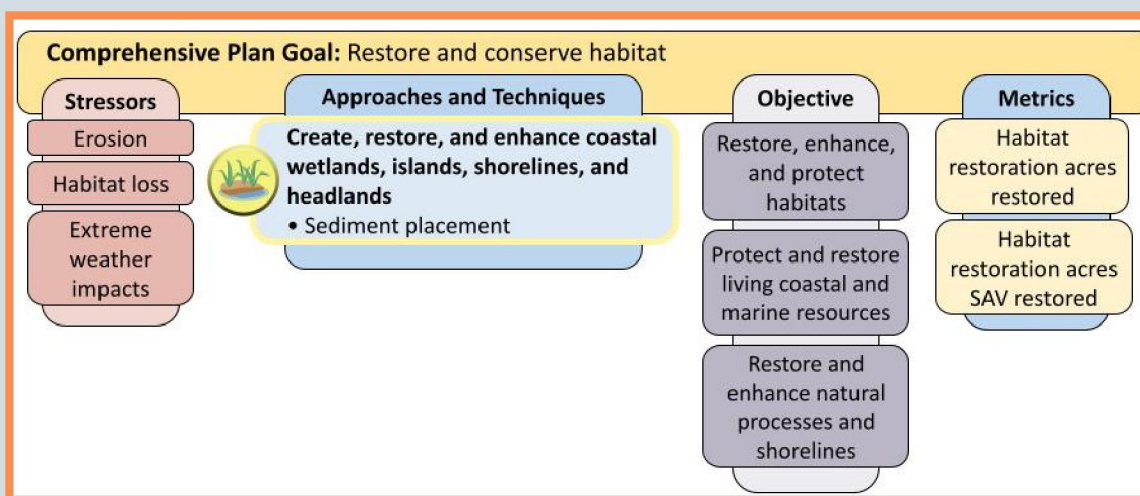 Comprehensive Plan Goal: Restore and conserve habitat
Stressors
Erosion
Habitat loss
Extreme
weather
impacts
Approaches and Techniques
Create, restore, and enhance coastal
wetlands, islands, shorelines, and
headlands
• Sediment placement
Objective
Restore, enhance,
and protect
habitats
Protect and restore
living coastal and
marine resources
Restore and
enhance natural
processes and
shorelines
Metrics
Habitat
restoration acres
restored
Habitat
restoration acres
SAV restored